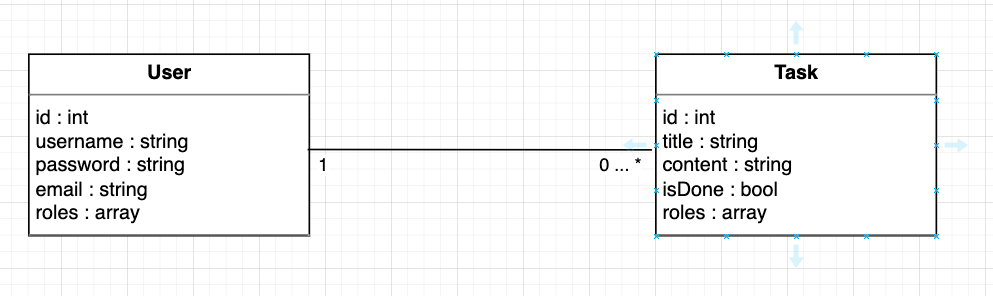 User
id : int
username : string
password : string
email : string
roles : array
1
0 ... *
Task
id : int
title : string
content : string
isDone : bool
roles : array